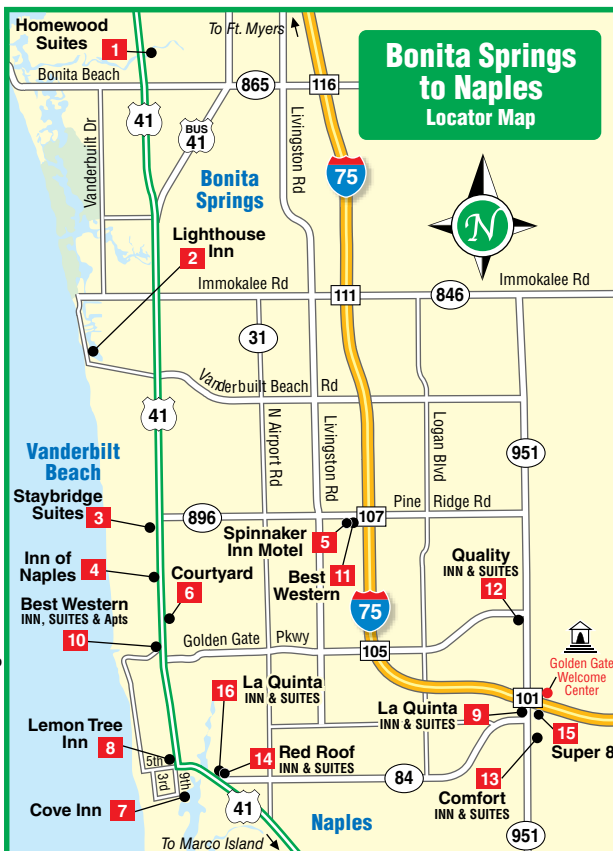 Homewood
Suites
1
To Ft. Myers
Bonita Springs
to Naples
Locator Map
Bonita Beach
865
116
41
BUS
41
Vanderbuilt Dr
Livingston Rd
75
Bonita
Springs
N
Lighthouse
Inn
2
Immokalee Rd
111
846
Immokalee Rd
31
Vanderbuilt Beach Rd
41
N Airport Rd
Livingston Rd
Logan Blvd
951
Vanderbilt
Beach
Staybridge
Suites
3
896
107
Pine Ridge Rd
Spinnaker
Inn Motel
5
Inn of
Naples
4
Courtyard
6
Best
Western
11
Quality
INN & SUITES
12
75
Best Western
INN, SUITES & Apts
10
Golden Gate Pkwy
105
Golden Gate
Welcome
Center
101
16
La Quinta
INN & SUITES
La Quinta
INN & SUITES
9
15
Super 8
Lemon Tree
Inn
8
5th
3rd
9th
14
Red Roof
INN & SUITES
84
13
Comfort
INN & SUITES
Cove Inn
7
41
Naples
951
To Marco Island